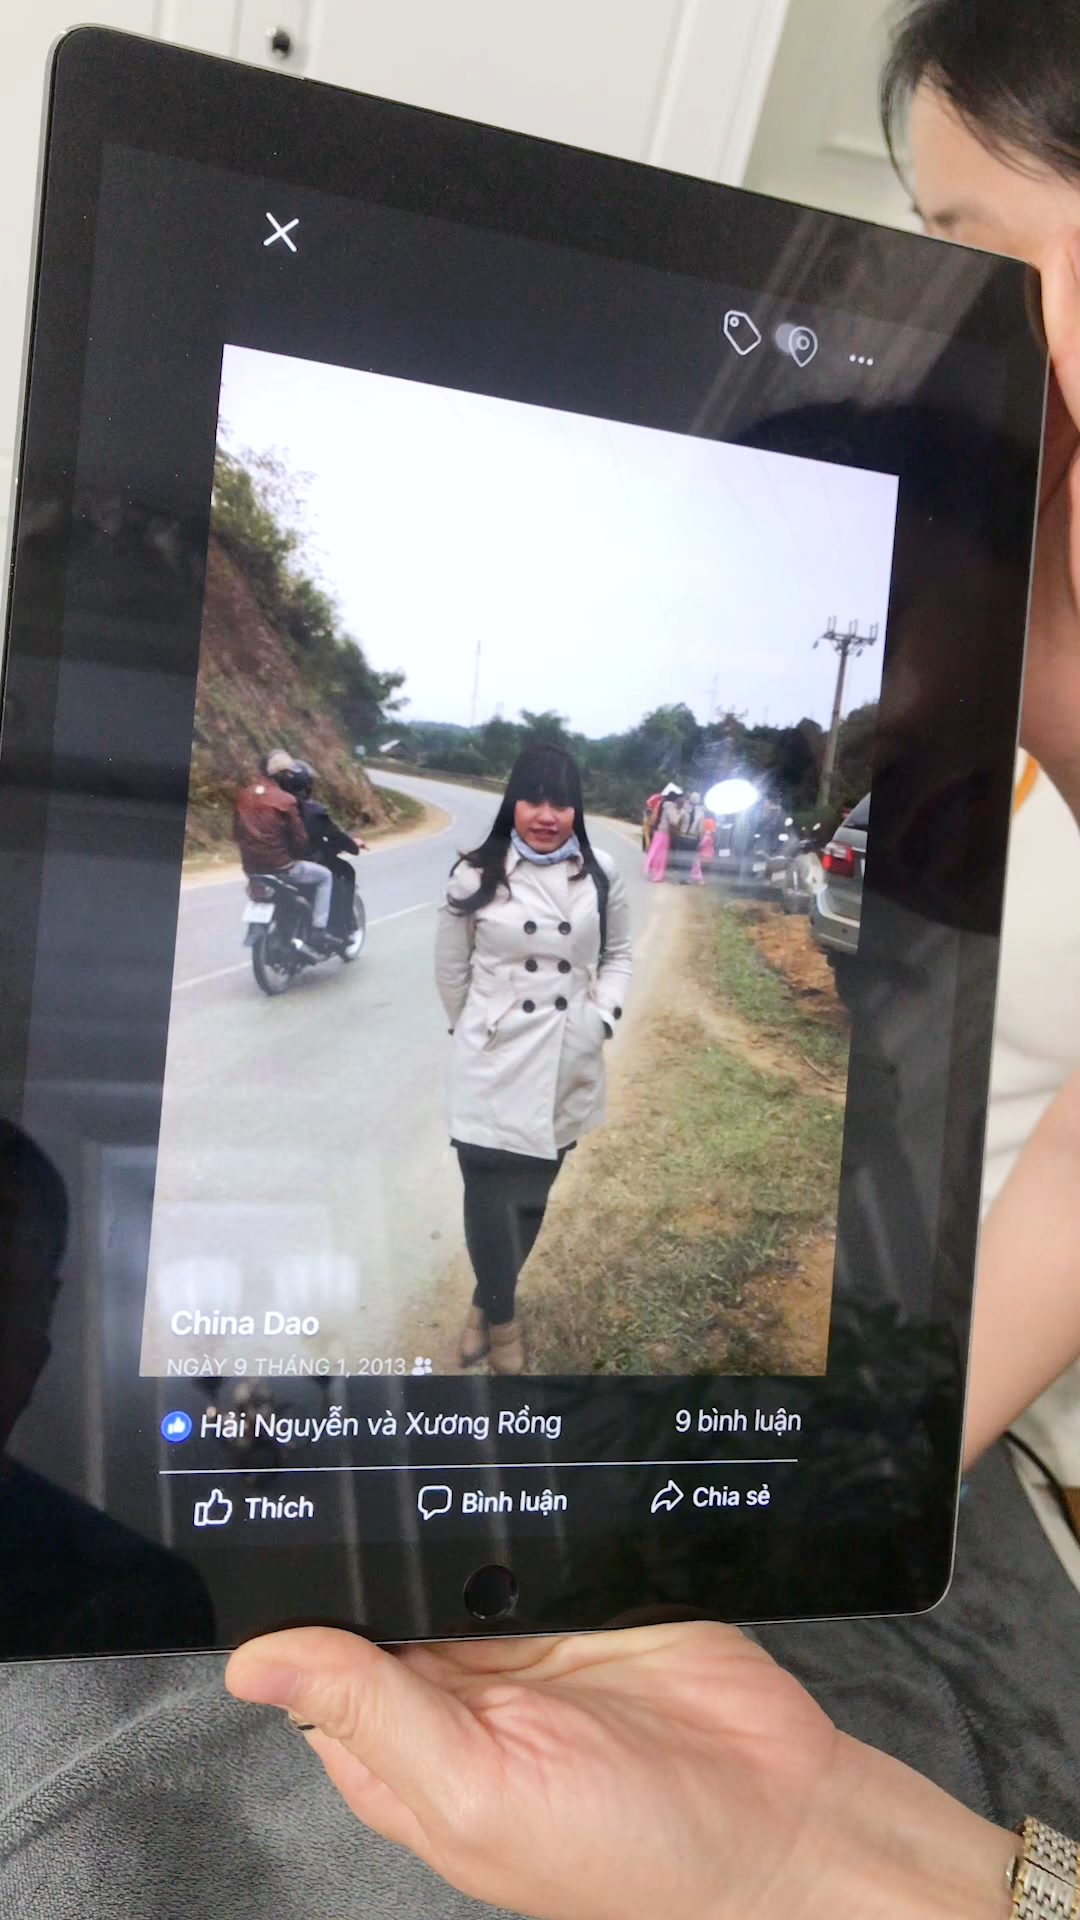 China Dao
NGÀY 9 THÁNG 1, 2013
Hải Nguyễn và Xương Rồng 9 bình luận
Thích Bình luận Chia sẻ